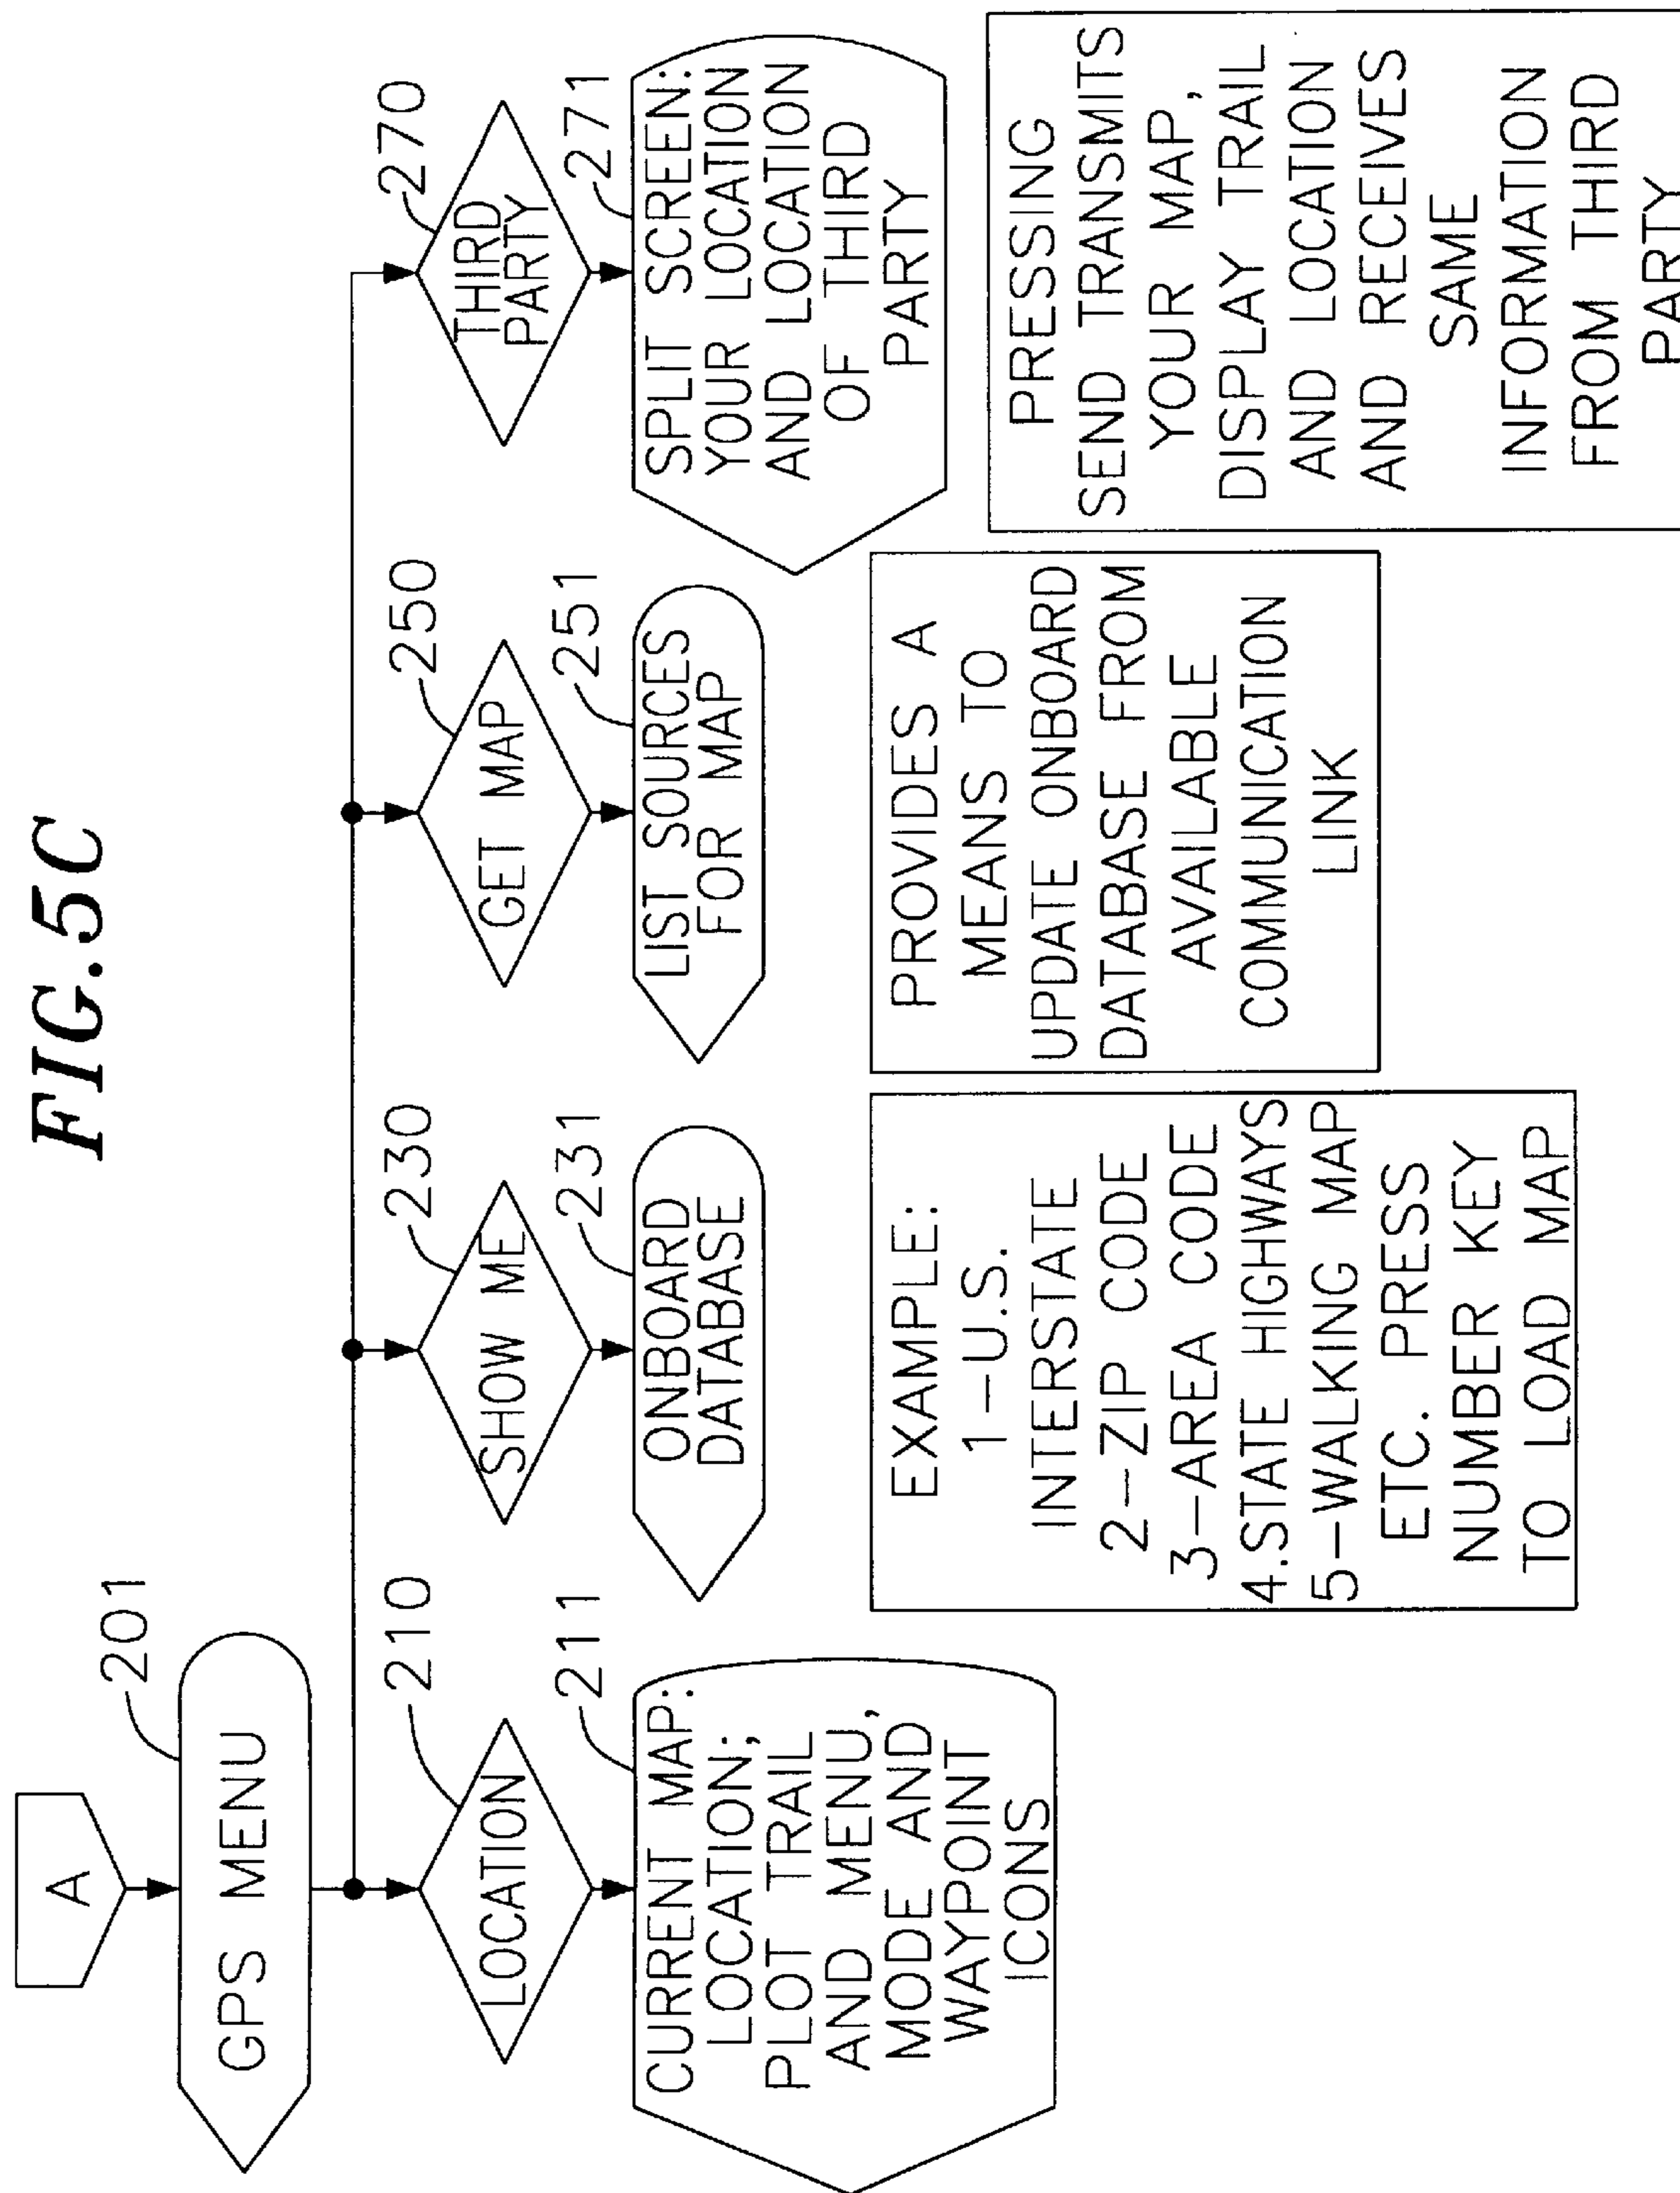 FIG.5C
A
201
GPS MENU
210
LOCATION
211
CURRENT MAP:
LOCATION;
PLOT TRAIL
AND MENU,
MODE AND
WAYPOINT
ICONS
230
SHOW ME
231
ONBOARD
DATABASE
EXAMPLE:
1-U.S.
INTERSTATE
2-ZIP CODE
3-AREA CODE
4.STATE HIGHWAYS
5-WALKING MAP
ETC. PRESS
NUMBER KEY
TO LOAD MAP
250
GET MAP
251
LIST SOURCES
FOR MAP
PROVIDES A
MEANS TO
UPDATE ONBOARD
DATABASE FROM
AVAILABLE
COMMUNICATION
LINK
270
THIRD
PARTY
271
SPLIT SCREEN:
YOUR LOCATION
AND LOCATION
OF THIRD
PARTY
PRESSING
SEND TRANSMITS
YOUR MAP,
DISPLAY TRAIL
AND LOCATION
AND RECEIVES
SAME
INFORMATION
FROM THIRD
PARTY